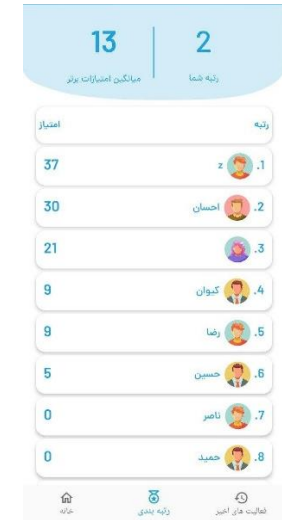 2
رتبه شما
13
میانگین امتیازات برتر
رتبه امتیاز
1. z 37
2. احسان 30
3. 21
4. کیوان 9
5. رضا 9
6. حسین 5
7. ناصر 0
8. حمید 0
فعالیت های اخیر
رتبه بندی
خانه